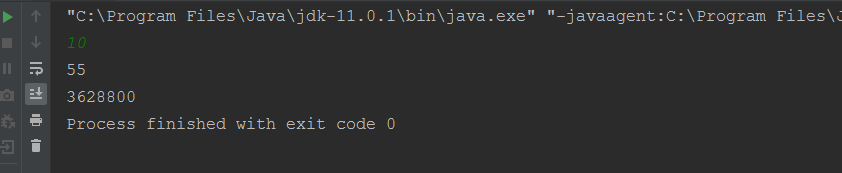 "C:\Program Files\Java\jdk-11.0.1\bin\java.exe" "-javaagent:C:\Program Files\
10
55
3628800
Process finished with exit code 0